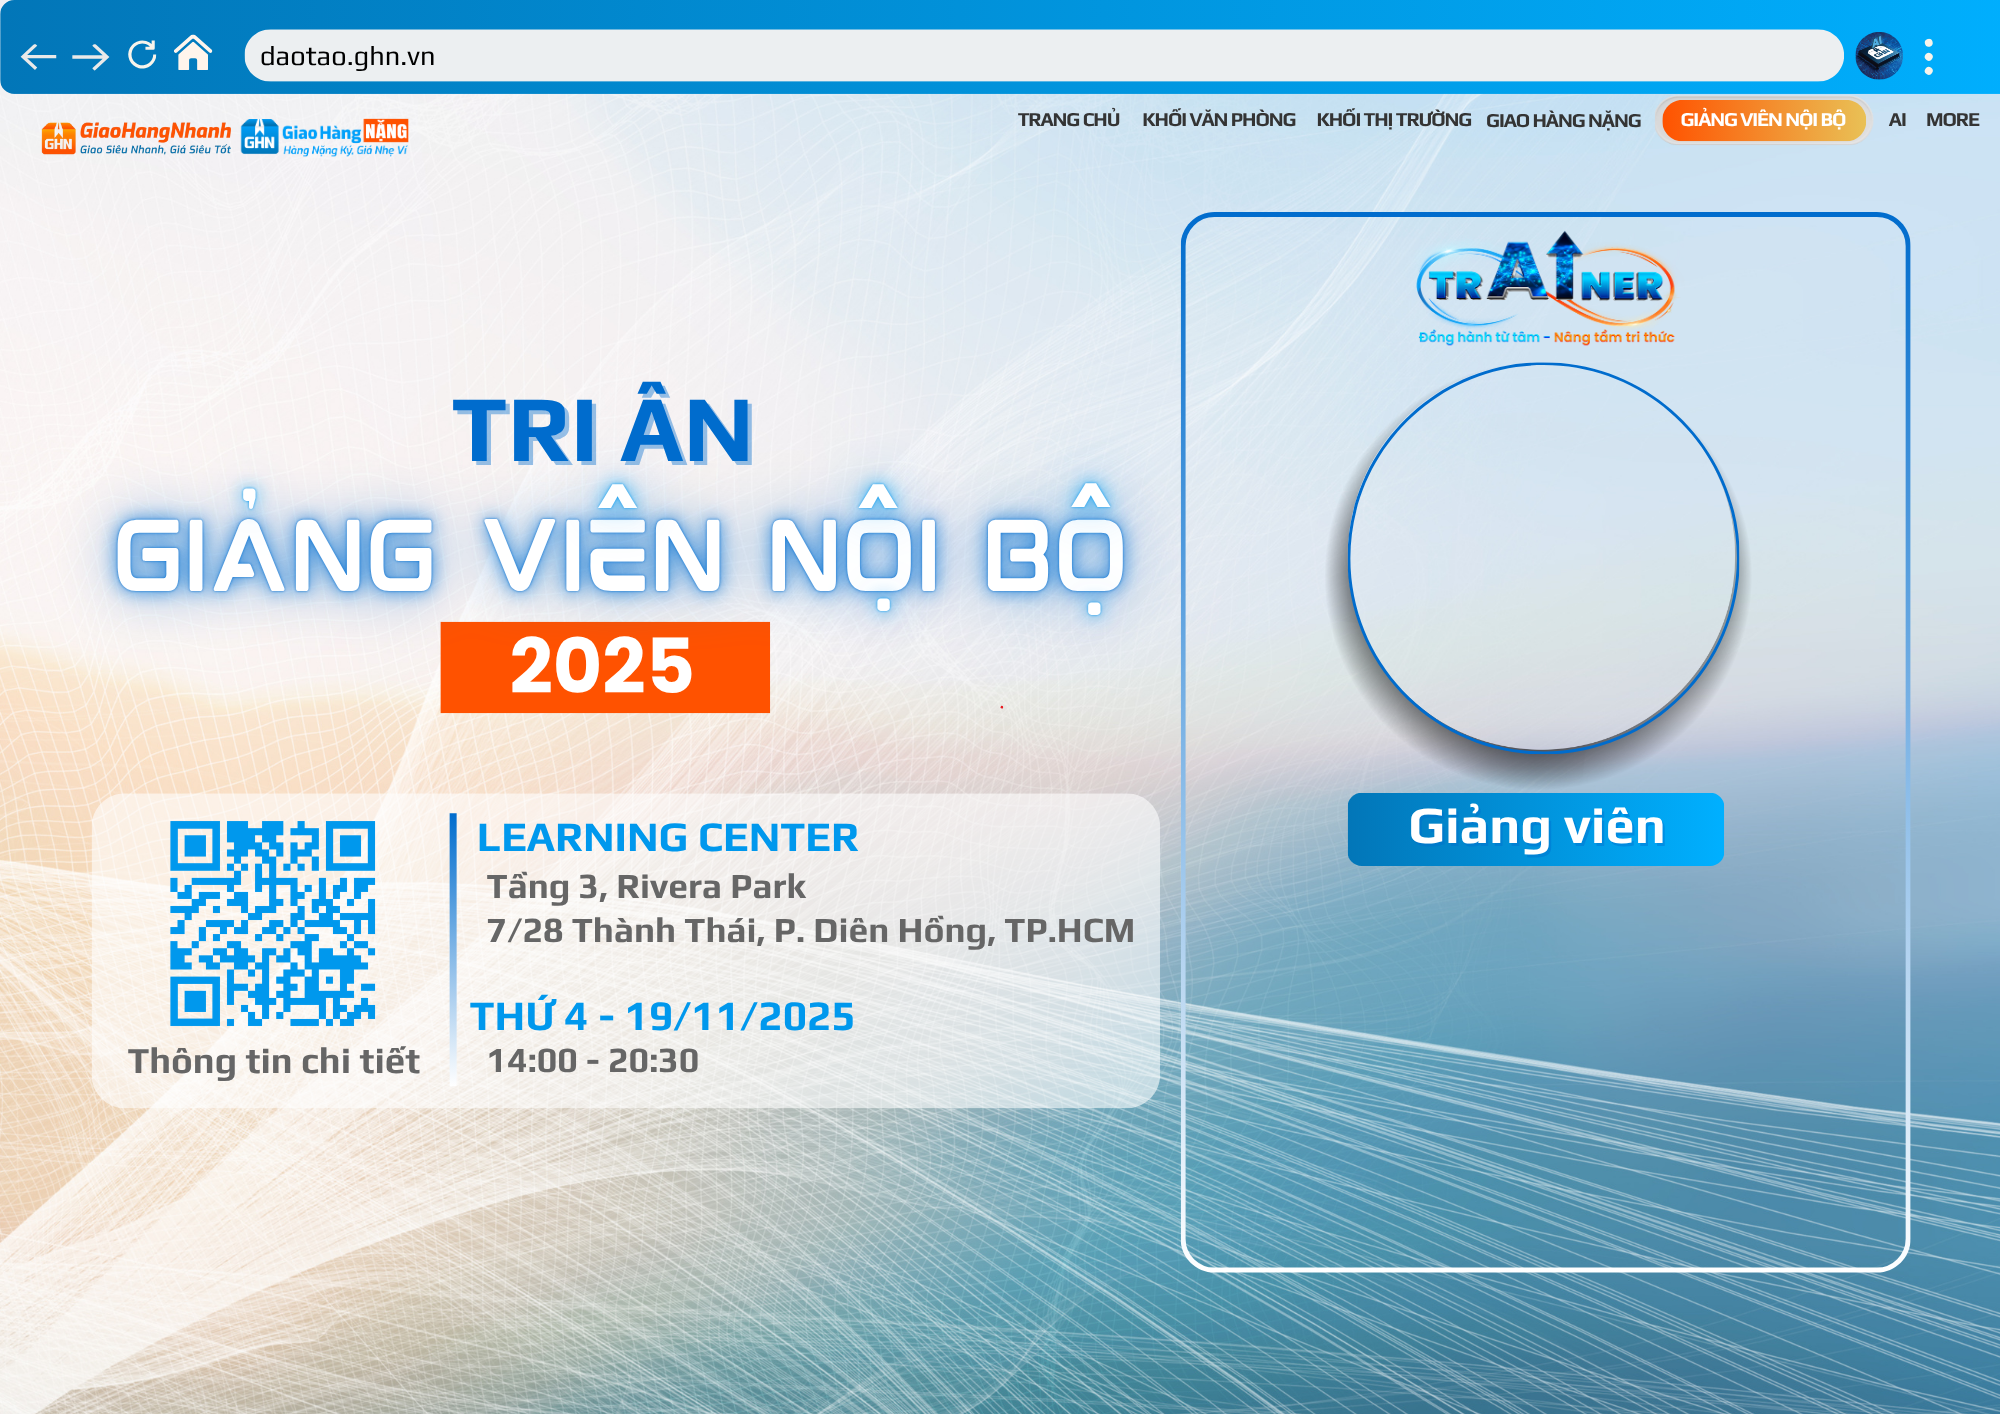 daotao.ghn.vn
GHN GiaoHangNhanh
Giao Siêu Nhanh, Giá Siêu Tốt
GHN Giao Hàng NẶNG
Hàng Nặng Ký, Giá Nhẹ Ví
TRANG CHỦ KHỐI VĂN PHÒNG KHỐI THỊ TRƯỜNG GIAO HÀNG NẶNG GIẢNG VIÊN NỘI BỘ AI MORE
TRAINER
Đồng hành từ tâm - Nâng tầm tri thức
TRI ÂN
GIẢNG VIÊN NỘI BỘ
2025
Giảng viên
LEARNING CENTER
Tầng 3, Rivera Park
7/28 Thành Thái, P. Diên Hồng, TP.HCM
THỨ 4 - 19/11/2025
14:00 - 20:30
Thông tin chi tiết